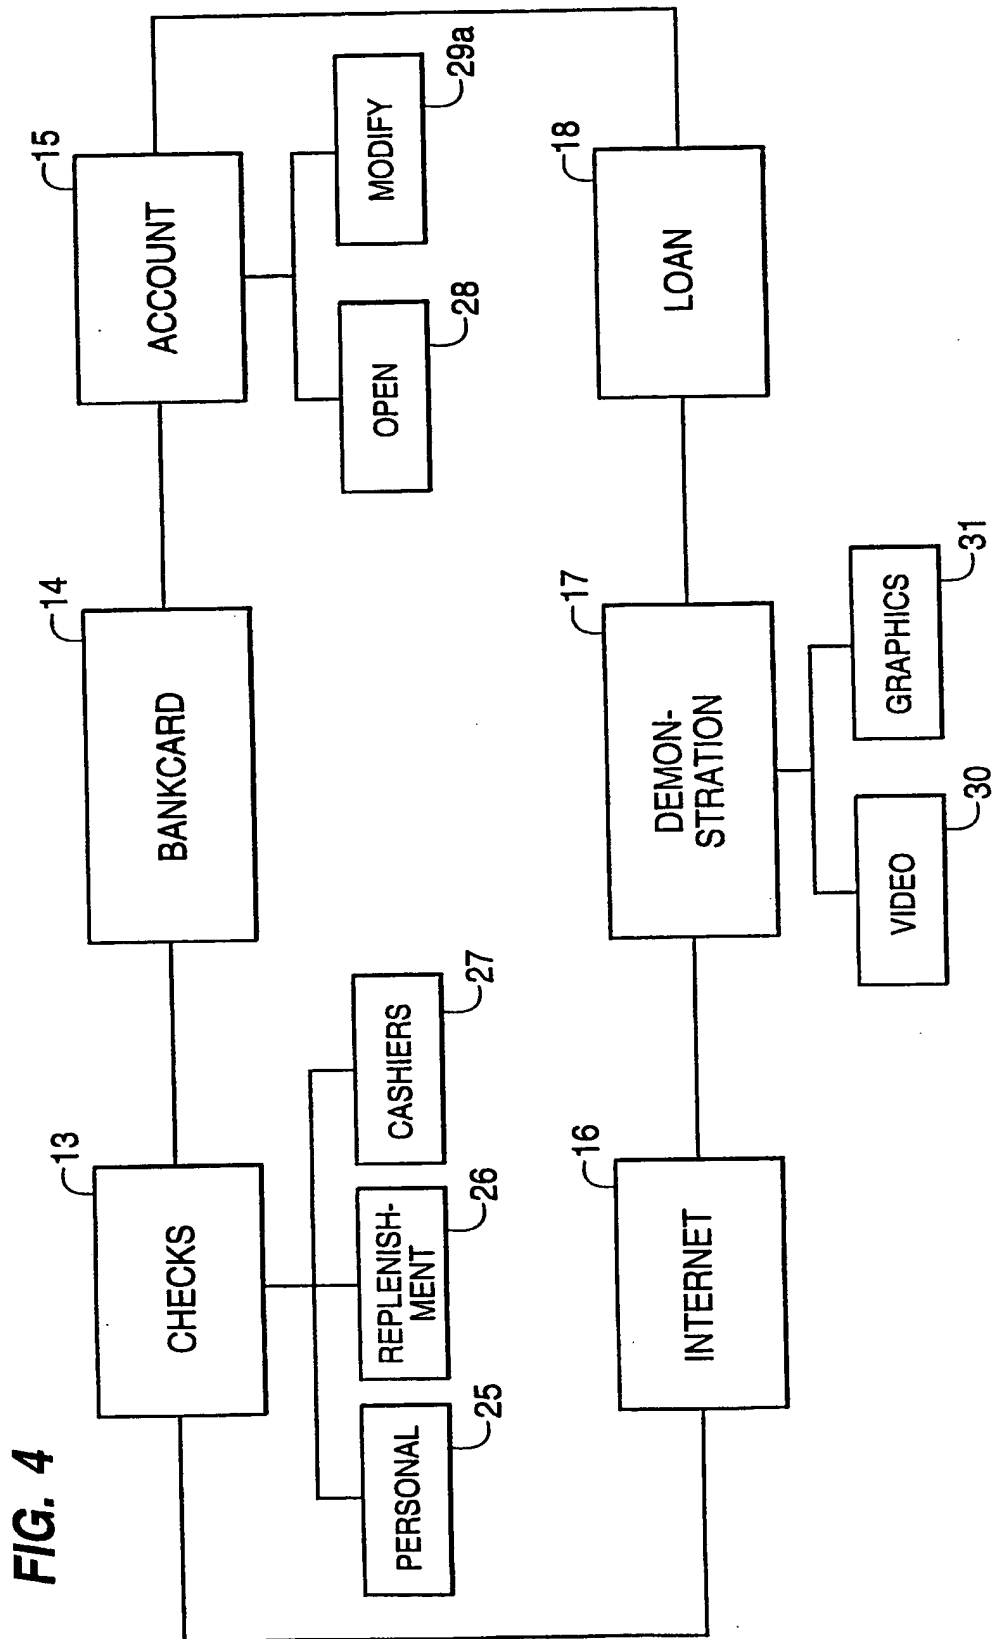 FIG. 4
13
CHECKS
PERSONAL
25
REPLENISH-
MENT
26
CASHIERS
27
14
BANKCARD
15
ACCOUNT
OPEN
28
MODIFY
29a
16
INTERNET
17
DEMON-
STRATION
VIDEO
30
GRAPHICS
31
18
LOAN